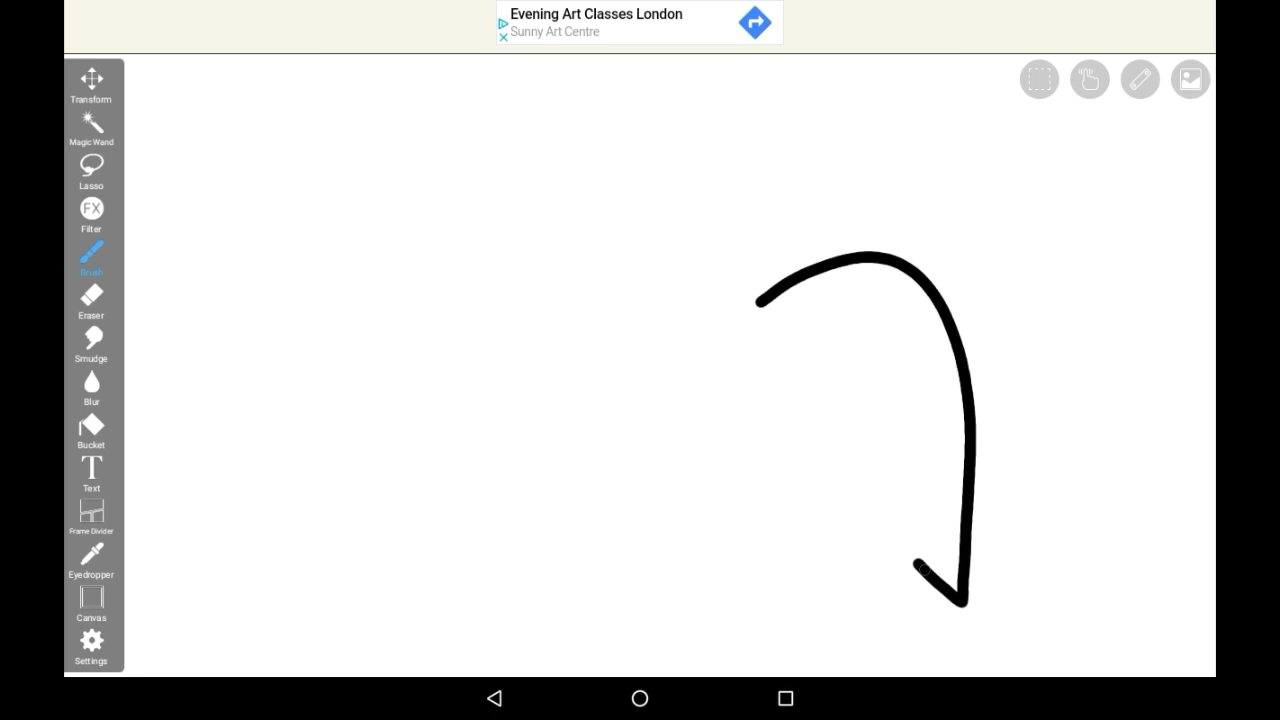 Evening Art Classes London
Sunny Art Centre
Transform
Magic Wand
Lasso
FX
Filter
Brush
Eraser
Smudge
Blur
Bucket
T
Text
Frame Divider
Eyedropper
Canvas
Settings